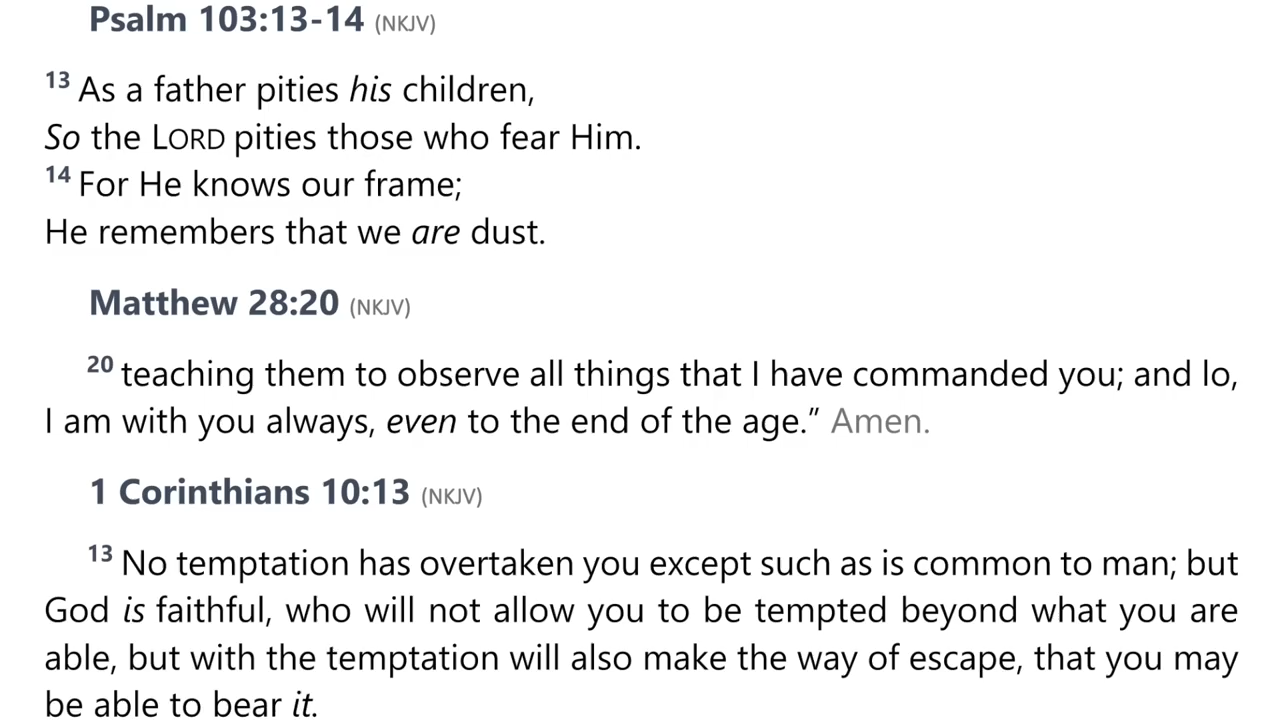 Psalm 103:13-14 (NKJV)
13 As a father pities his children,
So the LORD pities those who fear Him.
14 For He knows our frame;
He remembers that we are dust.
Matthew 28:20 (NKJV)
20 teaching them to observe all things that I have commanded you; and lo,
I am with you always, even to the end of the age.” Amen.
1 Corinthians 10:13 (NKJV)
13 No temptation has overtaken you except such as is common to man; but
God is faithful, who will not allow you to be tempted beyond what you are
able, but with the temptation will also make the way of escape, that you may
be able to bear it.